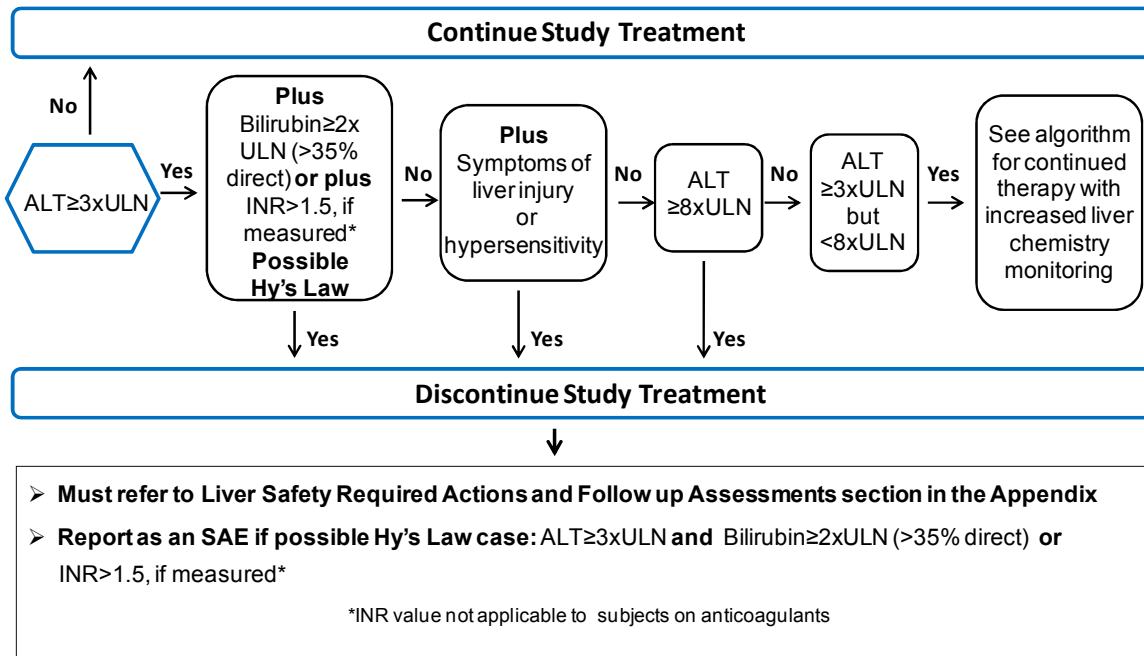 Continue Study Treatment
No
ALT≥3xULN
Yes
Plus
Bilirubin≥2x
ULN (>35%
direct) or plus
INR>1.5, if
measured*
Possible
Hy's Law
No
Yes
Plus
Symptoms of
liver injury
or
hypersensitivity
No
Yes
ALT
≥8xULN
No
Yes
ALT
≥3xULN
but
<8xULN
Yes
See algorithm
for continued
therapy with
increased liver
chemistry
monitoring
Discontinue Study Treatment
➢ Must refer to Liver Safety Required Actions and Follow up Assessments section in the Appendix
➢ Report as an SAE if possible Hy's Law case: ALT≥3xULN and Bilirubin≥2xULN (>35% direct) or
INR>1.5, if measured*
*INR value not applicable to subjects on anticoagulants